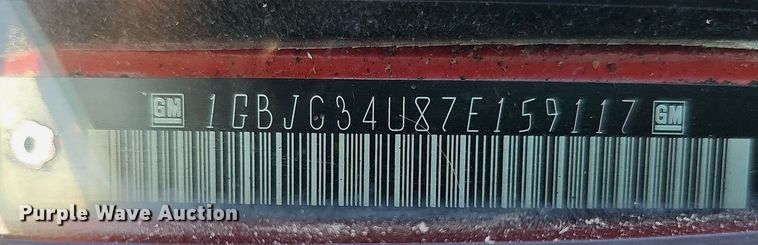 GM 1GBJC34U87E159117 GM
Purple Wave Auction